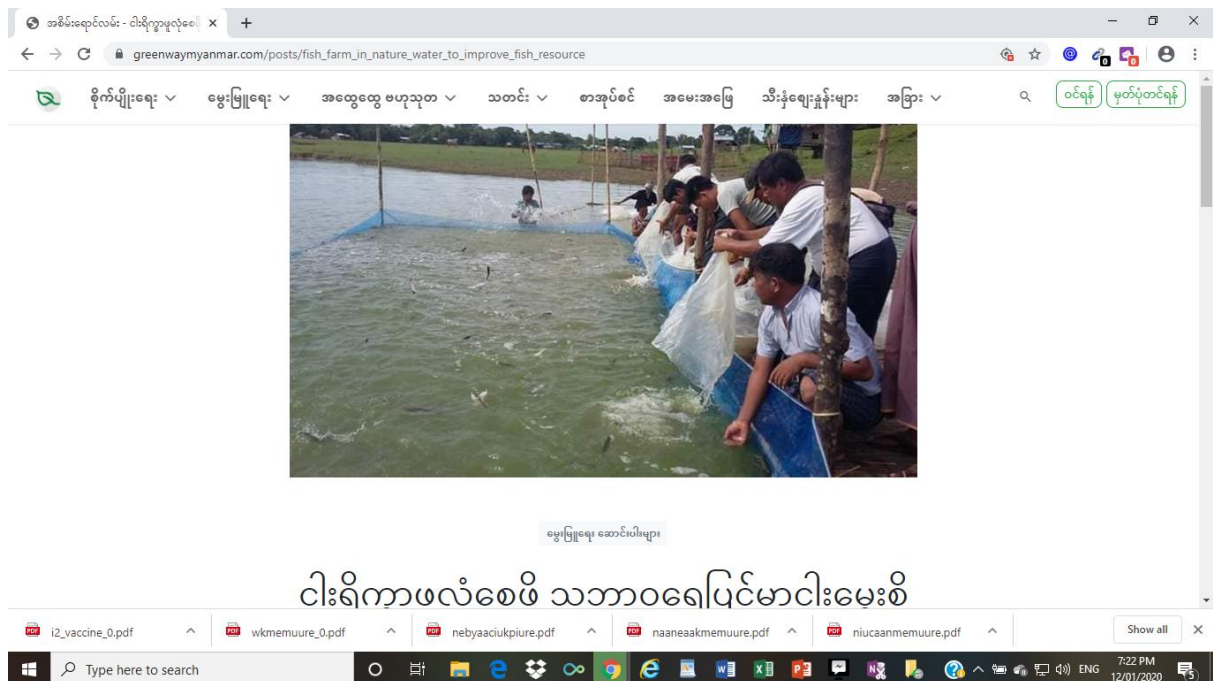 အစိမ်းရောင်လမ်း - ငါးရိက္ခာဖူလုံစေဖို
greenwaymyanmar.com/posts/fish_farm_in_nature_water_to_improve_fish_resource
စိုက်ပျိုးရေး မွေးမြူရေး အထွေထွေ ဗဟုသုတ သတင်း စာအုပ်စင် အမေးအဖြေ သီးနှံဈေးနှုန်းများ အခြား ဝင်ရန် မှတ်ပုံတင်ရန်
မွေးမြူရေး ဆောင်းပါးများ
ငါးရိက္ခာဖူလုံစေဖို သဘာဝရေပြင်မှာငါးမွေးစို
i2_vaccine_0.pdf wkmemuure_0.pdf nebyaaciukpiure.pdf naaneaakmemuure.pdf niucaanmemuure.pdf Show all
Type here to search ENG 7:22 PM
12/01/2020